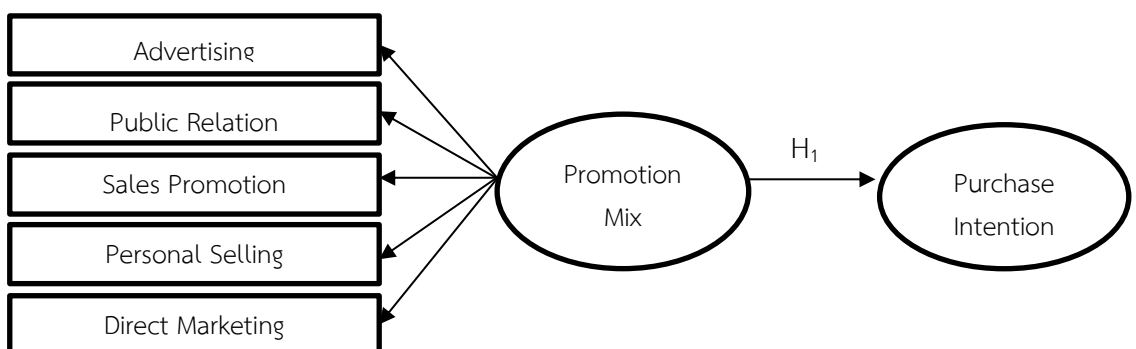 Advertising
Public Relation
Sales Promotion
Personal Selling
Direct Marketing
Promotion
Mix
H₁
Purchase
Intention